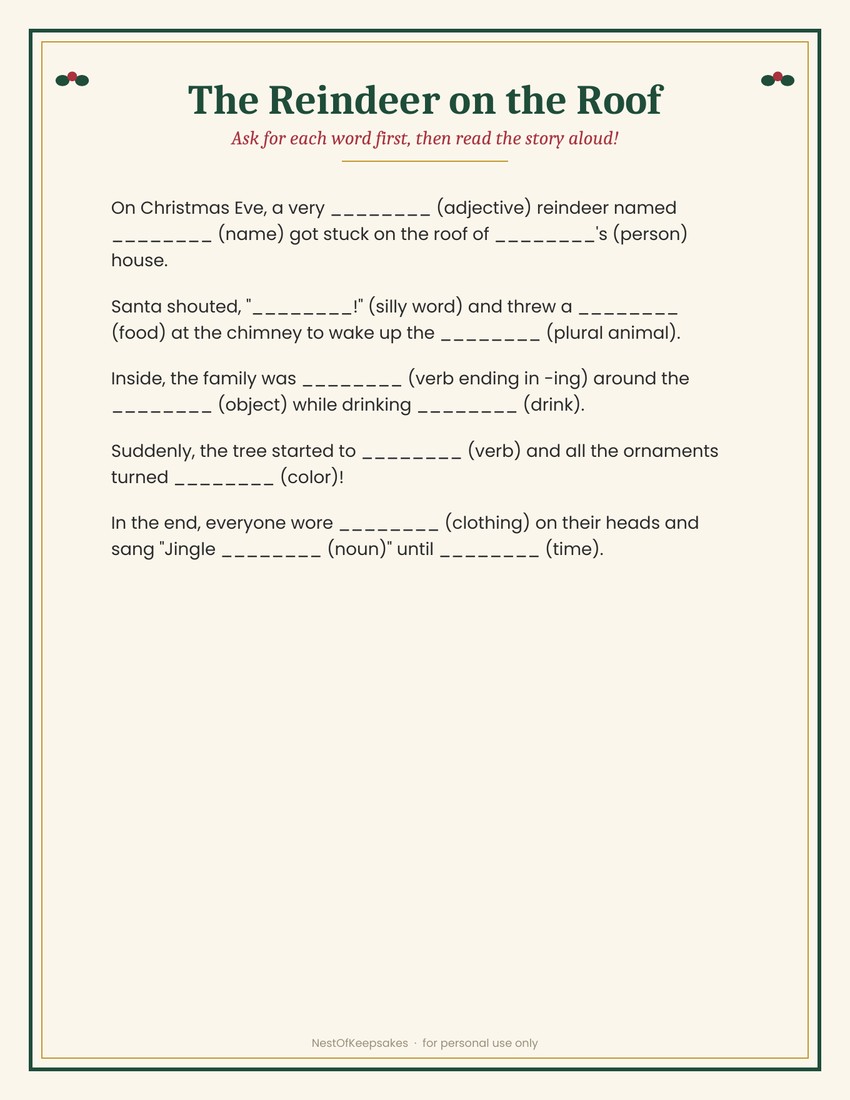 The Reindeer on the Roof
Ask for each word first, then read the story aloud!
On Christmas Eve, a very ________ (adjective) reindeer named
________ (name) got stuck on the roof of ________'s (person)
house.
Santa shouted, "________!" (silly word) and threw a ________
(food) at the chimney to wake up the ________ (plural animal).
Inside, the family was ________ (verb ending in -ing) around the
________ (object) while drinking ________ (drink).
Suddenly, the tree started to ________ (verb) and all the ornaments
turned ________ (color)!
In the end, everyone wore ________ (clothing) on their heads and
sang "Jingle ________ (noun)" until ________ (time).
NestOfKeepsakes · for personal use only